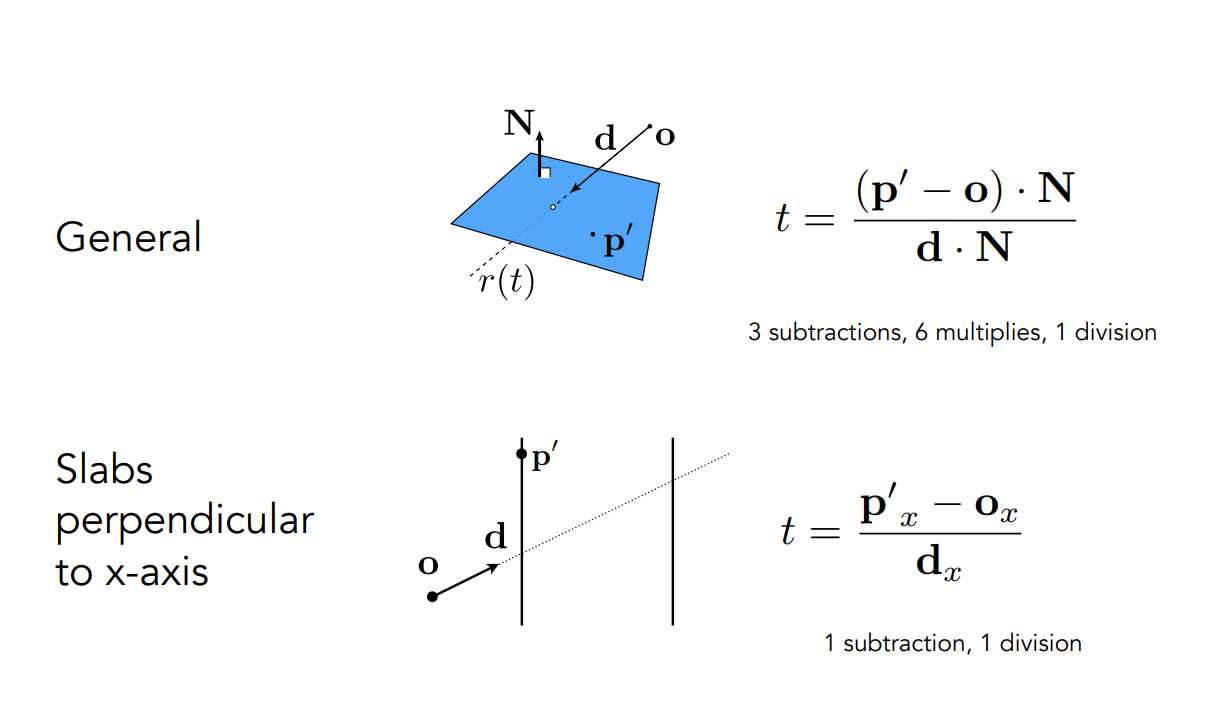 General
N
d
o
p′
r(t)
t = (p′ − o) · N / d · N
3 subtractions, 6 multiplies, 1 division
Slabs
perpendicular
to x-axis
p′
d
o
t = p′ₓ − oₓ / dₓ
1 subtraction, 1 division